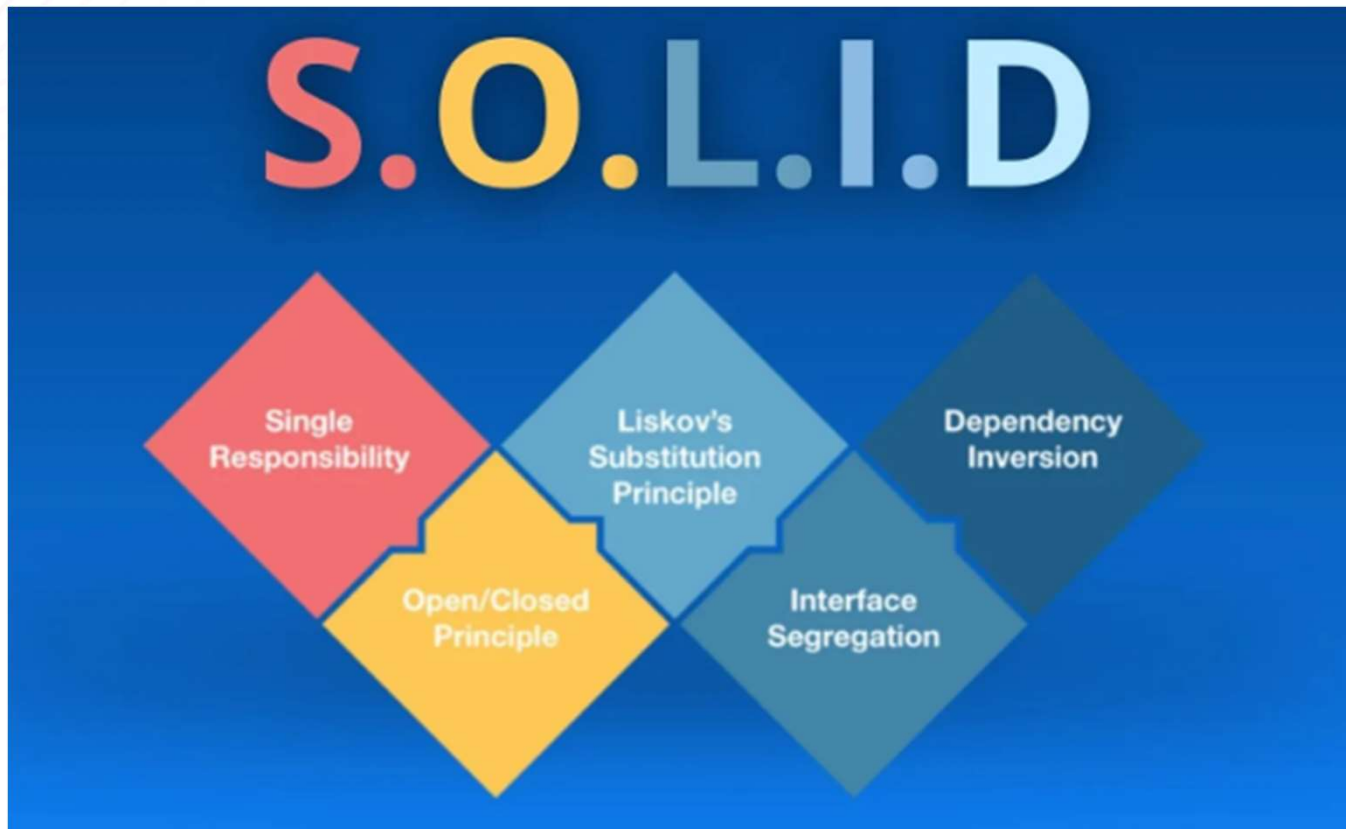 S.O.L.I.D
Single
Responsibility
Open/Closed
Principle
Liskov's
Substitution
Principle
Interface
Segregation
Dependency
Inversion